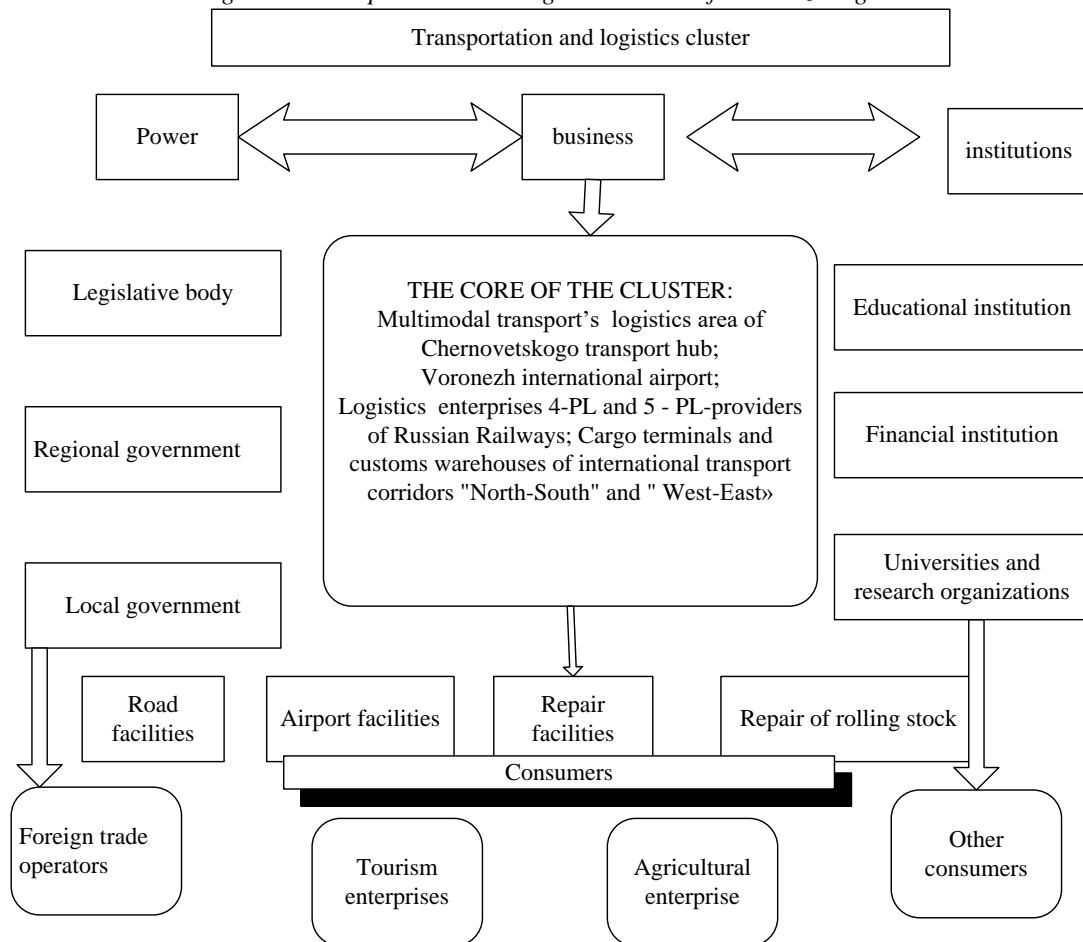 Transportation and logistics cluster
Power
business
institutions
Legislative body
THE CORE OF THE CLUSTER:
Multimodal transport's logistics area of
Chernovetskogo transport hub;
Voronezh international airport;
Logistics enterprises 4-PL and 5 - PL-providers
of Russian Railways; Cargo terminals and
customs warehouses of international transport
corridors "North-South" and " West-East»
Educational institution
Regional government
Financial institution
Local government
Universities and
research organizations
Road
facilities
Airport facilities
Repair
facilities
Repair of rolling stock
Consumers
Foreign trade
operators
Tourism
enterprises
Agricultural
enterprise
Other
consumers